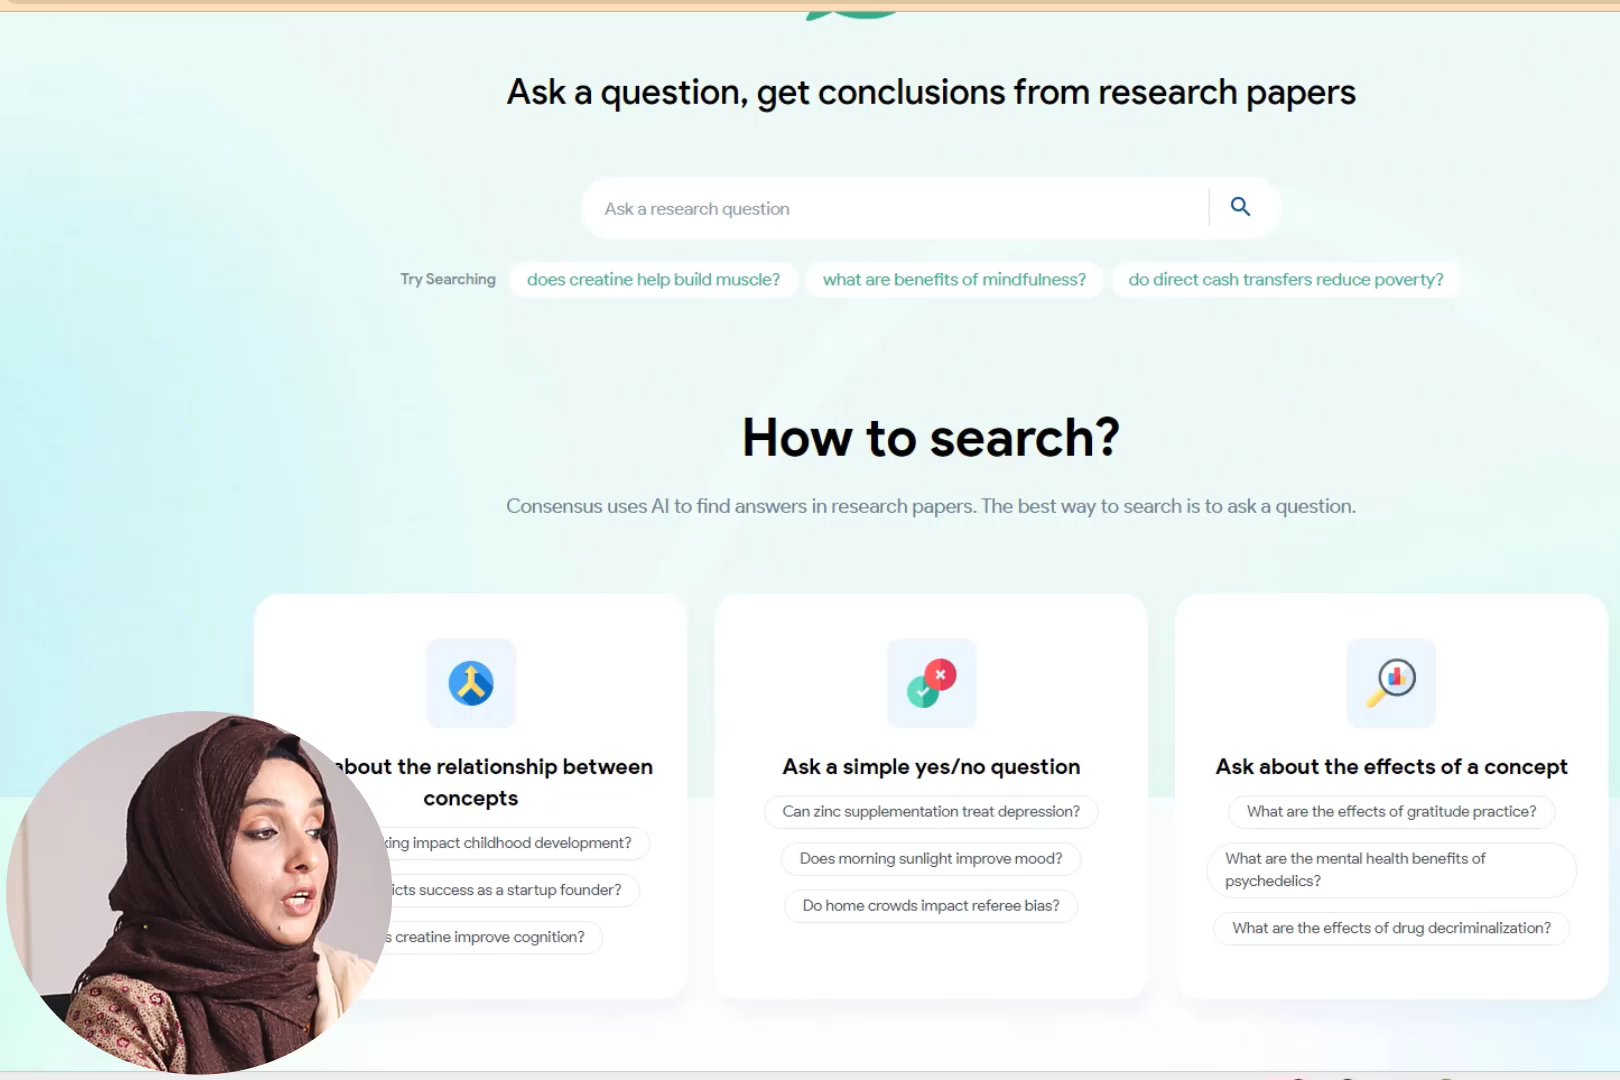 Ask a question, get conclusions from research papers
Ask a research question
Try Searching does creatine help build muscle? what are benefits of mindfulness? do direct cash transfers reduce poverty?
How to search?
Consensus uses AI to find answers in research papers. The best way to search is to ask a question.
about the relationship between
concepts
impact childhood development?
success as a startup founder?
creatine improve cognition?
Ask a simple yes/no question
Can zinc supplementation treat depression?
Does morning sunlight improve mood?
Do home crowds impact referee bias?
Ask about the effects of a concept
What are the effects of gratitude practice?
What are the mental health benefits of
psychedelics?
What are the effects of drug decriminalization?